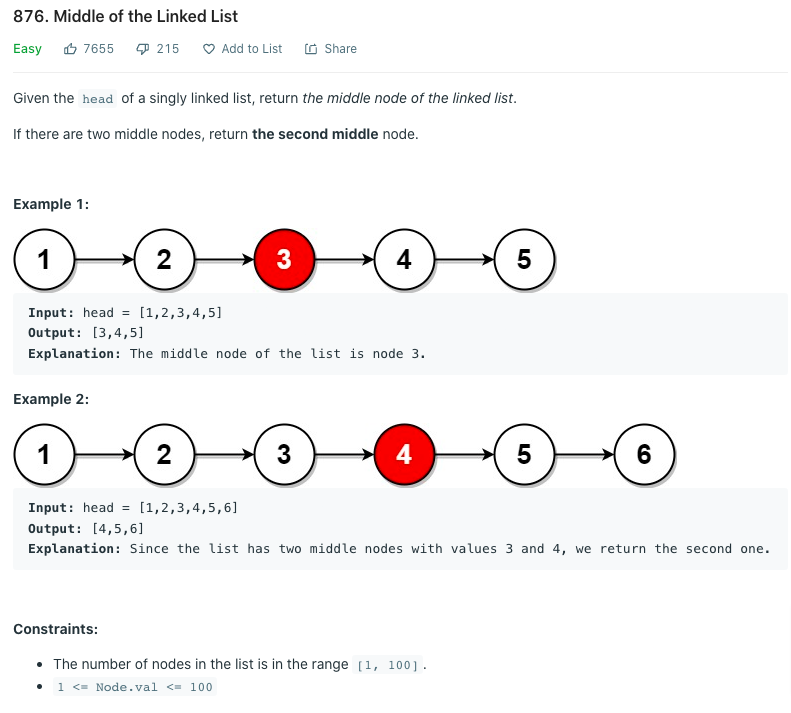 876. Middle of the Linked List
Easy 7655 215 Add to List Share
Given the head of a singly linked list, return the middle node of the linked list.
If there are two middle nodes, return the second middle node.
Example 1:
1 2 3 4 5
Input: head = [1,2,3,4,5]
Output: [3,4,5]
Explanation: The middle node of the list is node 3.
Example 2:
1 2 3 4 5 6
Input: head = [1,2,3,4,5,6]
Output: [4,5,6]
Explanation: Since the list has two middle nodes with values 3 and 4, we return the second one.
Constraints:
• The number of nodes in the list is in the range [1, 100].
• 1 <= Node.val <= 100